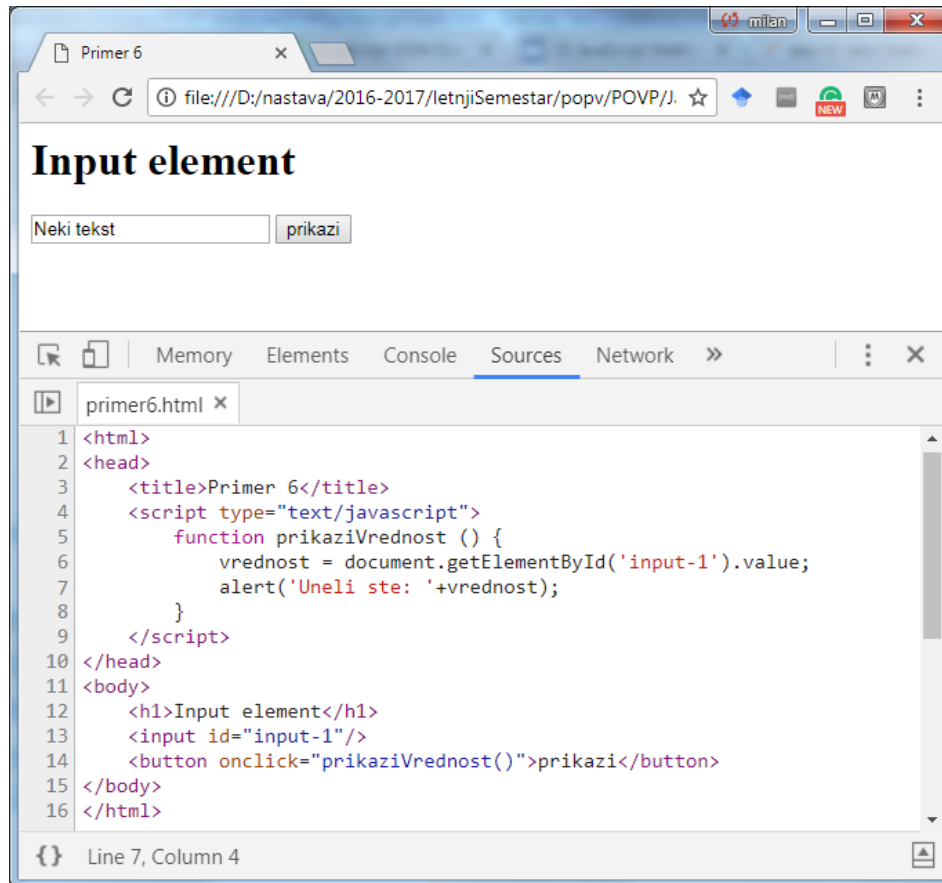 milan
Primer 6
file:///D:/nastava/2016-2017/letnjiSemestar/popv/POVP/J
NEW
Input element
Neki tekst prikazi
Memory Elements Console Sources Network »
primer6.html
1 <html>
2 <head>
3 <title>Primer 6</title>
4 <script type="text/javascript">
5 function prikaziVrednost () {
6 vrednost = document.getElementById('input-1').value;
7 alert('Uneli ste: '+vrednost);
8 }
9 </script>
10 </head>
11 <body>
12 <h1>Input element</h1>
13 <input id="input-1"/>
14 <button onclick="prikaziVrednost()">prikazi</button>
15 </body>
16 </html>
{} Line 7, Column 4